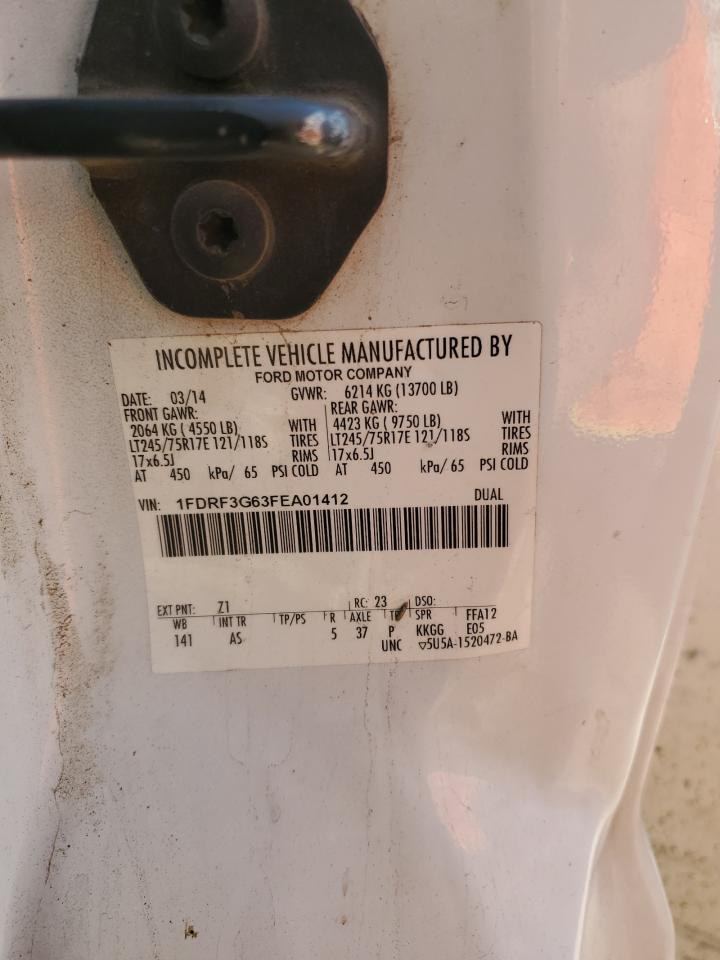 INCOMPLETE VEHICLE MANUFACTURED BY
FORD MOTOR COMPANY
DATE: 03/14 GVWR: 6214 KG (13700 LB)
FRONT GAWR: REAR GAWR:
2064 KG ( 4550 LB) WITH 4423 KG ( 9750 LB) WITH
LT245/75R17E 121/118S TIRES LT245/75R17E 121/118S TIRES
17x6.5J RIMS 17x6.5J RIMS
AT 450 kPa/ 65 PSI COLD AT 450 kPa/ 65 PSI COLD
VIN: 1FDRF3G63FEA01412 DUAL
EXT PNT: Z1 RC: 23 DSO:
WB INT TR TP/PS R AXLE TR SPR FFA12
141 AS 5 37 P KKGG E05
UNC ▽5U5A-1520472-BA